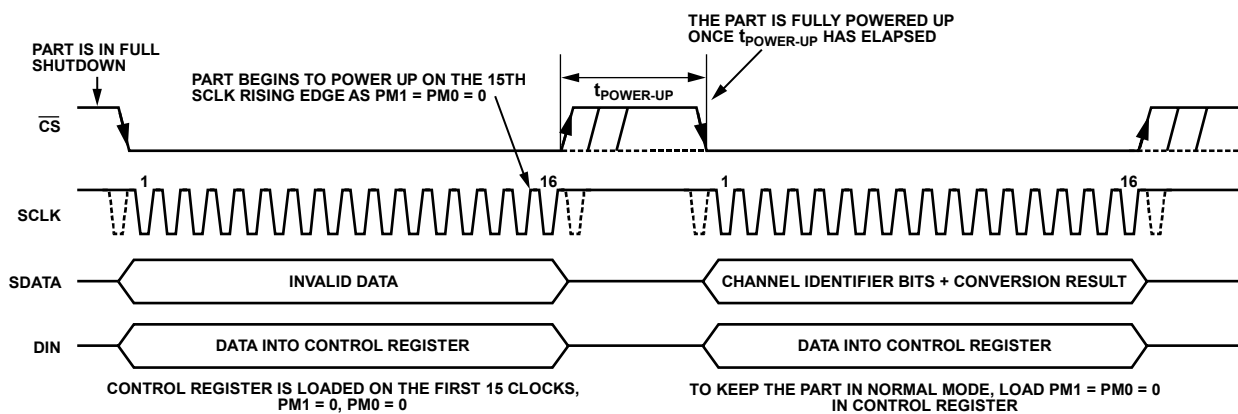 THE PART IS FULLY POWERED UP
ONCE tPOWER-UP HAS ELAPSED
PART IS IN FULL
SHUTDOWN
PART BEGINS TO POWER UP ON THE 15TH
SCLK RISING EDGE AS PM1 = PM0 = 0
tPOWER-UP
CS
1
16
1
16
SCLK
SDATA
INVALID DATA
CHANNEL IDENTIFIER BITS + CONVERSION RESULT
DIN
DATA INTO CONTROL REGISTER
DATA INTO CONTROL REGISTER
CONTROL REGISTER IS LOADED ON THE FIRST 15 CLOCKS,
PM1 = 0, PM0 = 0
TO KEEP THE PART IN NORMAL MODE, LOAD PM1 = PM0 = 0
IN CONTROL REGISTER